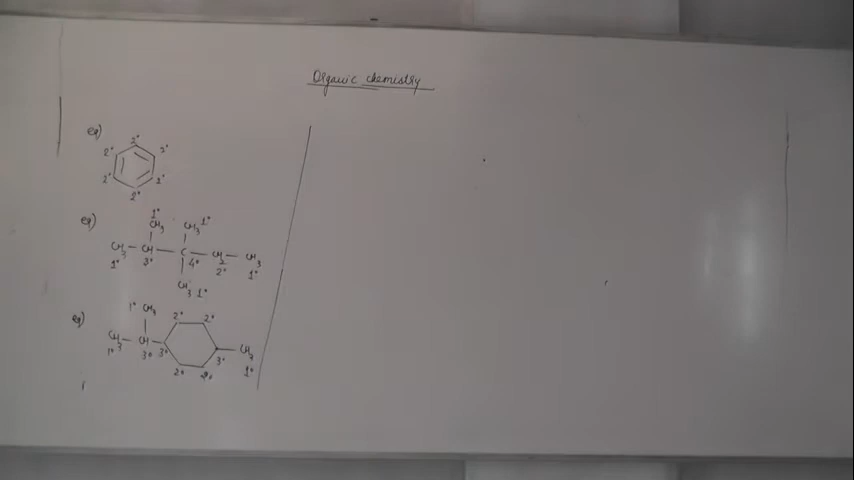 Organic chemistry
eg)
2°
2° 2°
2° 2°
2°
eg)
1° 1°
CH3 CH3
CH3 - CH - C - CH2 - CH3
1° 3° 4° 2° 1°
CH3 1°
eg)
1° CH3 2° 2°
CH3 - CH - 3° 3° - CH3
1° 3° 2° 2° 1°